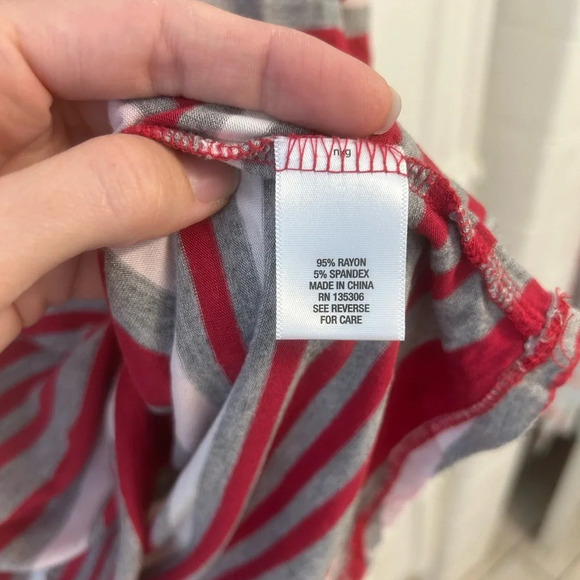 95% RAYON
5% SPANDEX
MADE IN CHINA
RN 135306
SEE REVERSE
FOR CARE